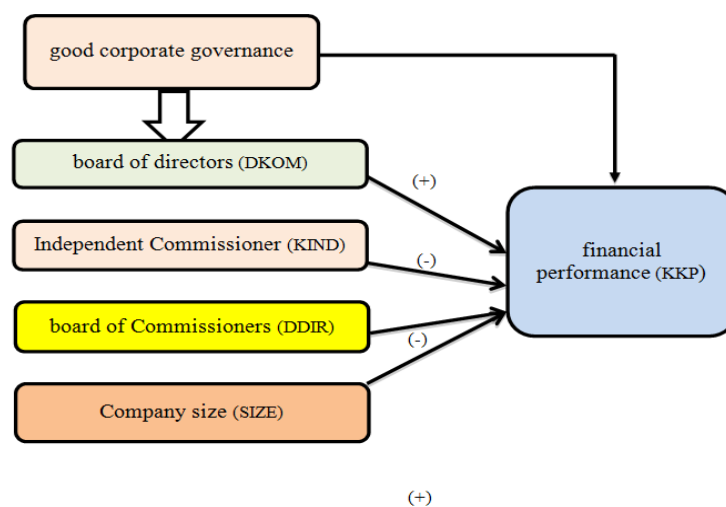 good corporate governance
board of directors (DKOM)
(+)
Independent Commissioner (KIND)
(-)
financial
performance (KKP)
board of Commissioners (DDIR)
(-)
Company size (SIZE)
(+)